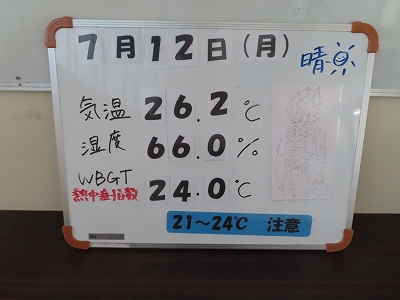 7月12日(月)
晴
気温 26.2℃
湿度 66.0%
WBGT 24.0℃
熱中症指数
21～24℃ 注意